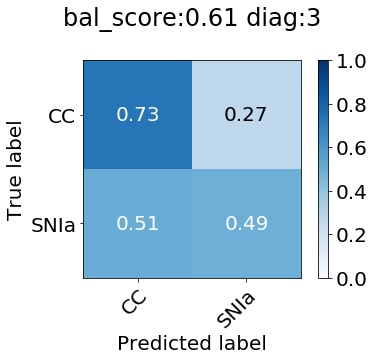 bal_score:0.61 diag:3
1.0
CC 0.73 0.27
0.8
0.6
True label
0.4
SNIa 0.51 0.49
0.2
0.0
CC SNIa
Predicted label